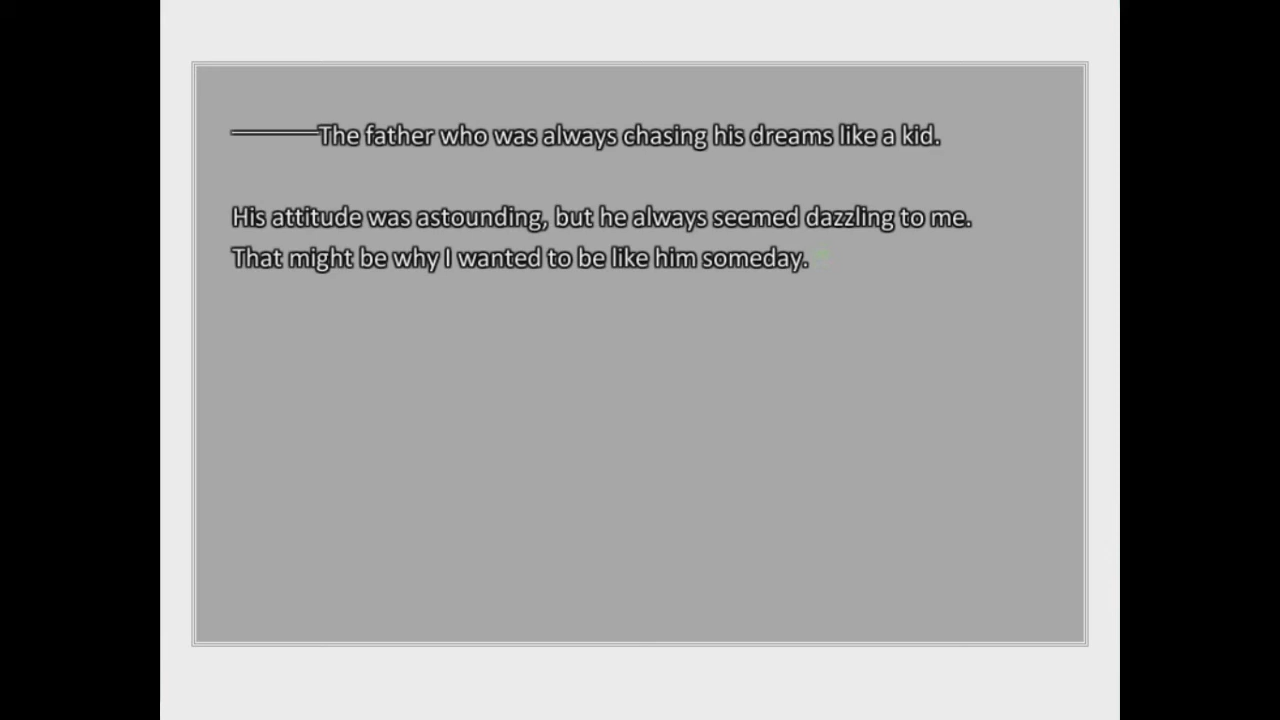 ———The father who was always chasing his dreams like a kid.
His attitude was astounding, but he always seemed dazzling to me.
That might be why I wanted to be like him someday.